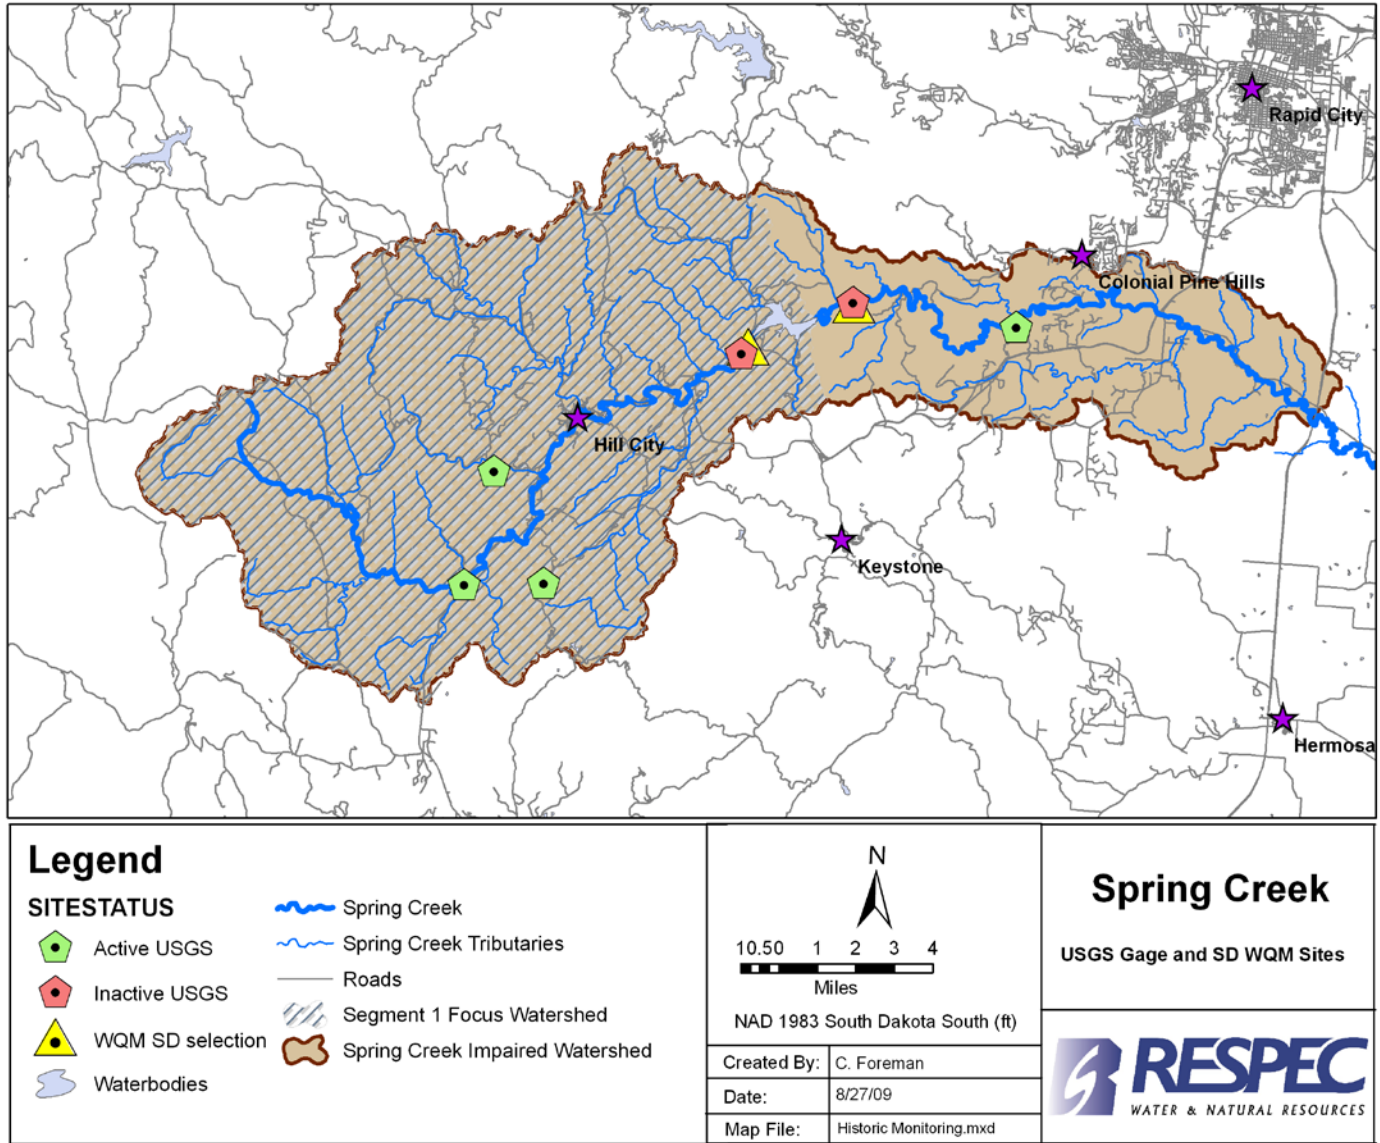 Rapid City
Colonial Pine Hills
Hill City
Keystone
Hermosa
Legend
SITESTATUS
Active USGS
Inactive USGS
WQM SD selection
Waterbodies
Spring Creek
Spring Creek Tributaries
Roads
Segment 1 Focus Watershed
Spring Creek Impaired Watershed
N
10.50 1 2 3 4
Miles
NAD 1983 South Dakota South (ft)
Created By: C. Foreman
Date: 8/27/09
Map File: Historic Monitoring.mxd
Spring Creek
USGS Gage and SD WQM Sites
RESPEC
WATER & NATURAL RESOURCES